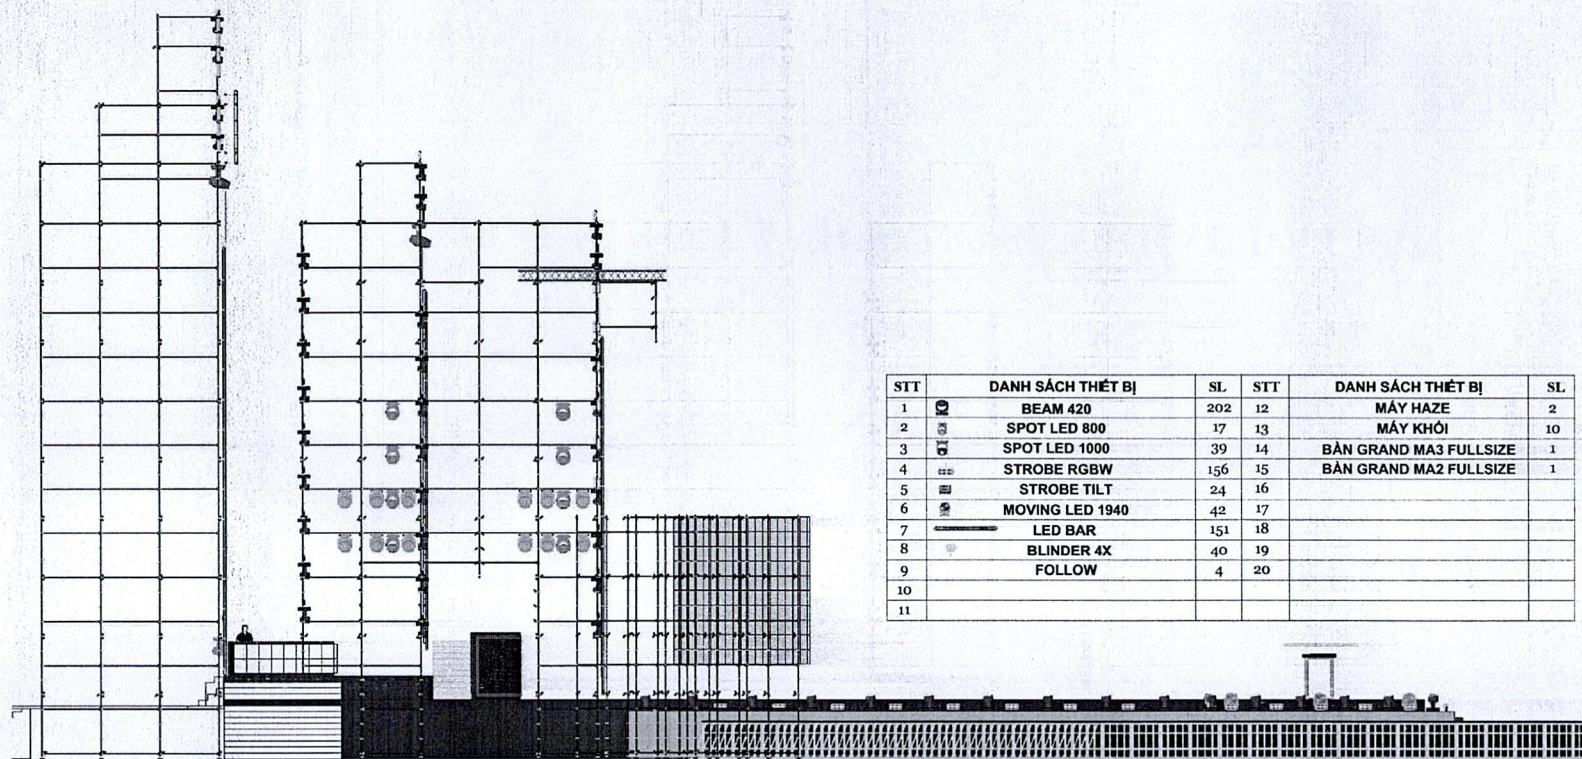 STT DANH SÁCH THIẾT BỊ SL STT DANH SÁCH THIẾT BỊ SL
1 BEAM 420 202 12 MÁY HAZE 2
2 SPOT LED 800 17 13 MÁY KHÓI 10
3 SPOT LED 1000 39 14 BÀN GRAND MA3 FULLSIZE 1
4 STROBE RGBW 156 15 BÀN GRAND MA2 FULLSIZE 1
5 STROBE TILT 24 16
6 MOVING LED 1940 42 17
7 LED BAR 151 18
8 BLINDER 4X 40 19
9 FOLLOW 4 20
10
11